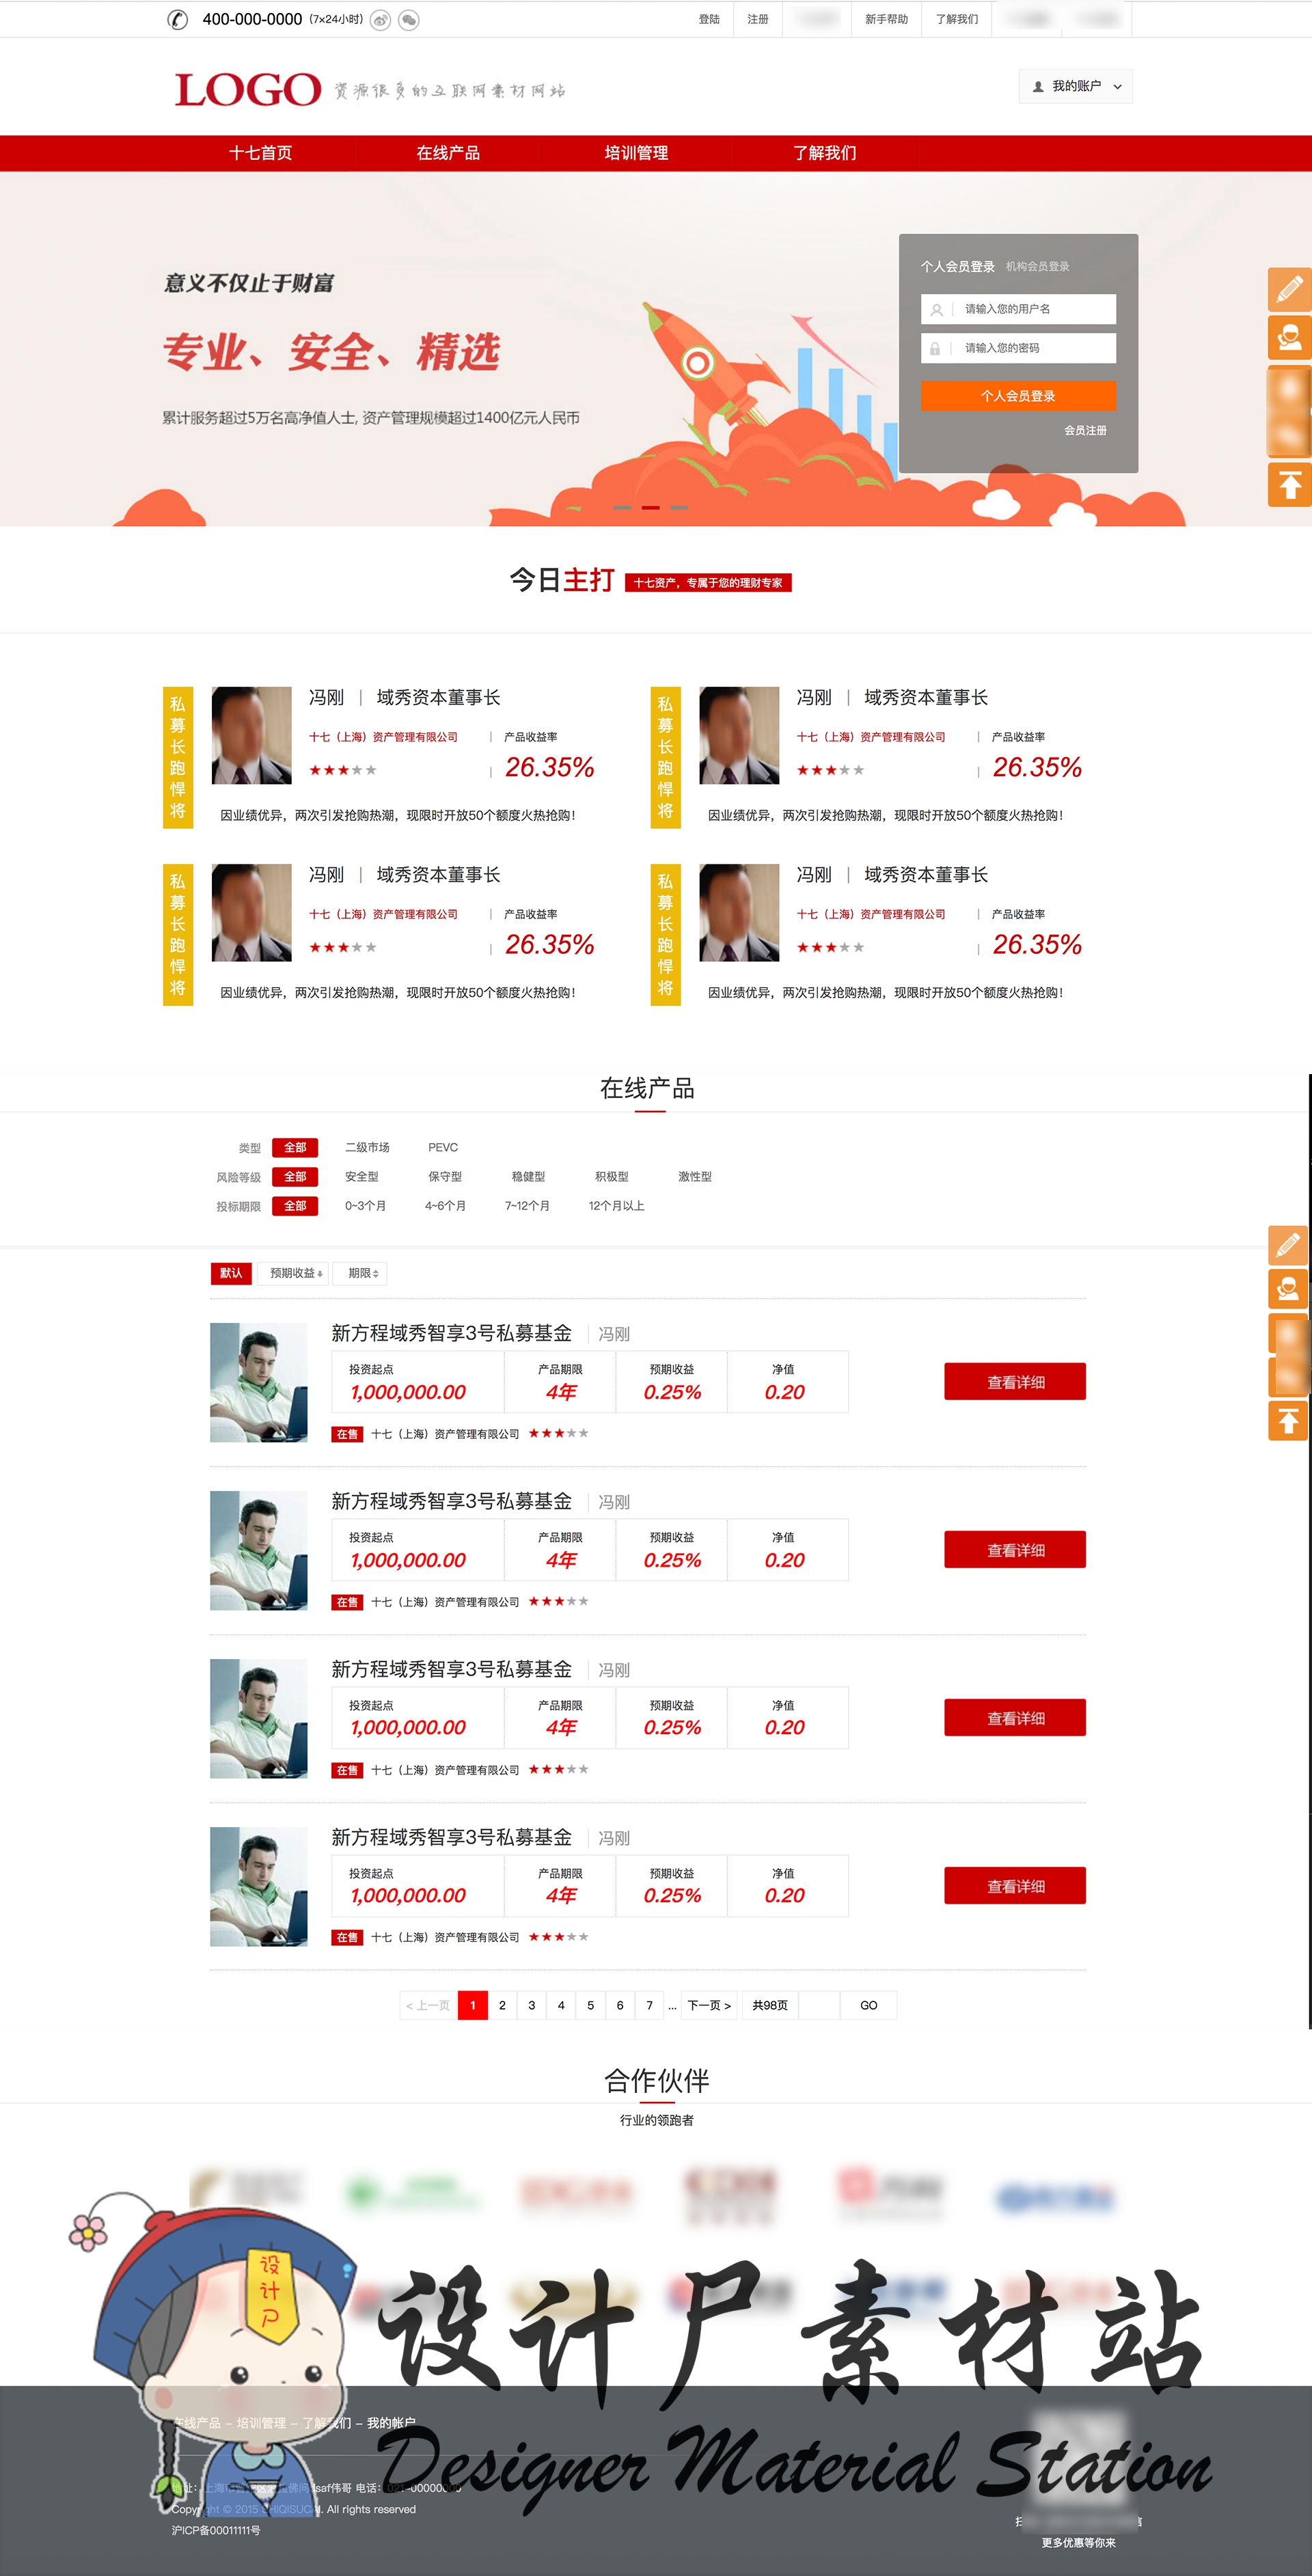 400-000-0000 (7×24小时)
登陆 注册 新手帮助 了解我们
LOGO 资源很多的互联网素材网站
我的账户
十七首页 在线产品 培训管理 了解我们
意义不仅止于财富
专业、安全、精选
累计服务超过5万名高净值人士, 资产管理规模超过1400亿元人民币
个人会员登录 机构会员登录
请输入您的用户名
请输入您的密码
个人会员登录
会员注册
今日主打 十七资产，专属于您的理财专家
私募长跑悍将
冯刚 | 域秀资本董事长
十七（上海）资产管理有限公司 | 产品收益率
★★★★★ | 26.35%
因业绩优异，两次引发抢购热潮，现限时开放50个额度火热抢购！
私募长跑悍将
冯刚 | 域秀资本董事长
十七（上海）资产管理有限公司 | 产品收益率
★★★★★ | 26.35%
因业绩优异，两次引发抢购热潮，现限时开放50个额度火热抢购！
私募长跑悍将
冯刚 | 域秀资本董事长
十七（上海）资产管理有限公司 | 产品收益率
★★★★★ | 26.35%
因业绩优异，两次引发抢购热潮，现限时开放50个额度火热抢购！
私募长跑悍将
冯刚 | 域秀资本董事长
十七（上海）资产管理有限公司 | 产品收益率
★★★★★ | 26.35%
因业绩优异，两次引发抢购热潮，现限时开放50个额度火热抢购！
在线产品
类型 全部 二级市场 PEVC
风险等级 全部 安全型 保守型 稳健型 积极型 激性型
投标期限 全部 0~3个月 4~6个月 7~12个月 12个月以上
默认 预期收益 期限
新方程域秀智享3号私募基金 | 冯刚
投资起点 产品期限 预期收益 净值
1,000,000.00 4年 0.25% 0.20
查看详细
在售 十七（上海）资产管理有限公司 ★★★★★
新方程域秀智享3号私募基金 | 冯刚
投资起点 产品期限 预期收益 净值
1,000,000.00 4年 0.25% 0.20
查看详细
在售 十七（上海）资产管理有限公司 ★★★★★
新方程域秀智享3号私募基金 | 冯刚
投资起点 产品期限 预期收益 净值
1,000,000.00 4年 0.25% 0.20
查看详细
在售 十七（上海）资产管理有限公司 ★★★★★
新方程域秀智享3号私募基金 | 冯刚
投资起点 产品期限 预期收益 净值
1,000,000.00 4年 0.25% 0.20
查看详细
在售 十七（上海）资产管理有限公司 ★★★★★
< 上一页 1 2 3 4 5 6 7 ... 下一页 > 共98页 GO
合作伙伴
行业的领跑者
设计尸
设计尸素材站
在线产品 – 培训管理 – 了解我们 – 我的帐户
Designer Material Station
saf伟哥 电话：
Copyright © 2015 SHIQISUCAI. All rights reserved
沪ICP备00011111号
更多优惠等你来